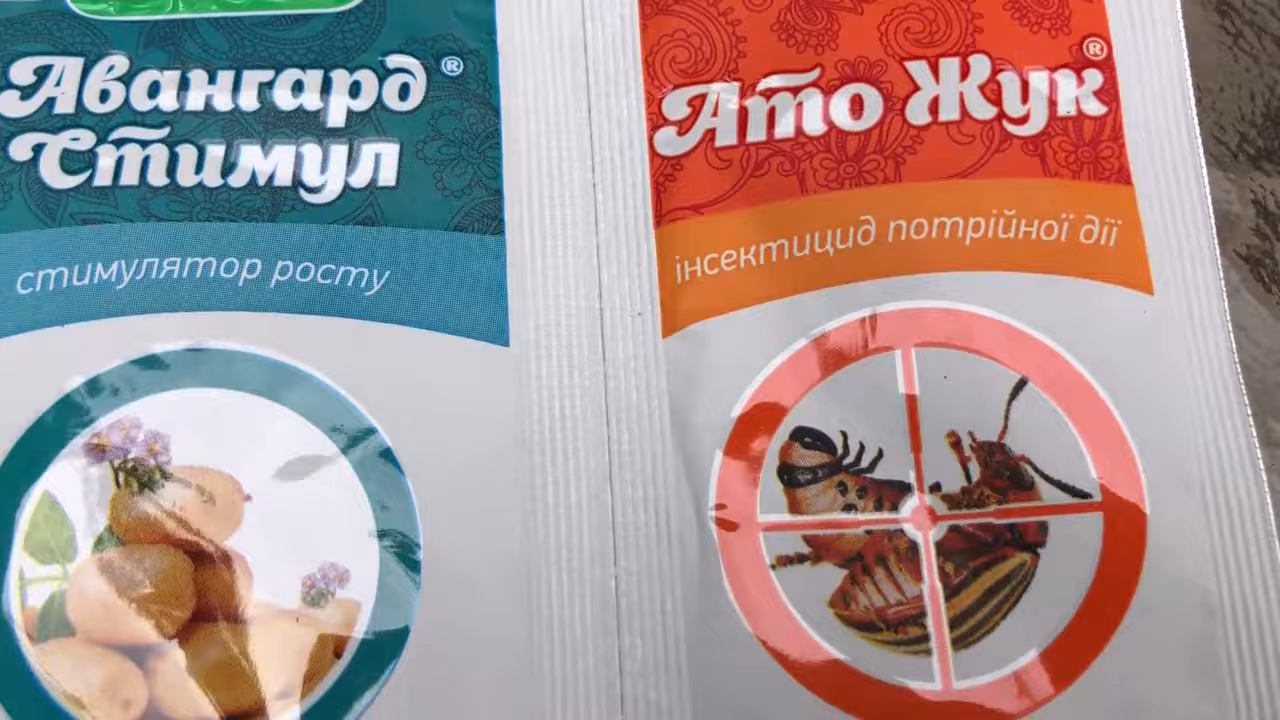 Авангард ®
Стимул
стимулятор росту
Ато Жук ®
інсектицид потрійної дії